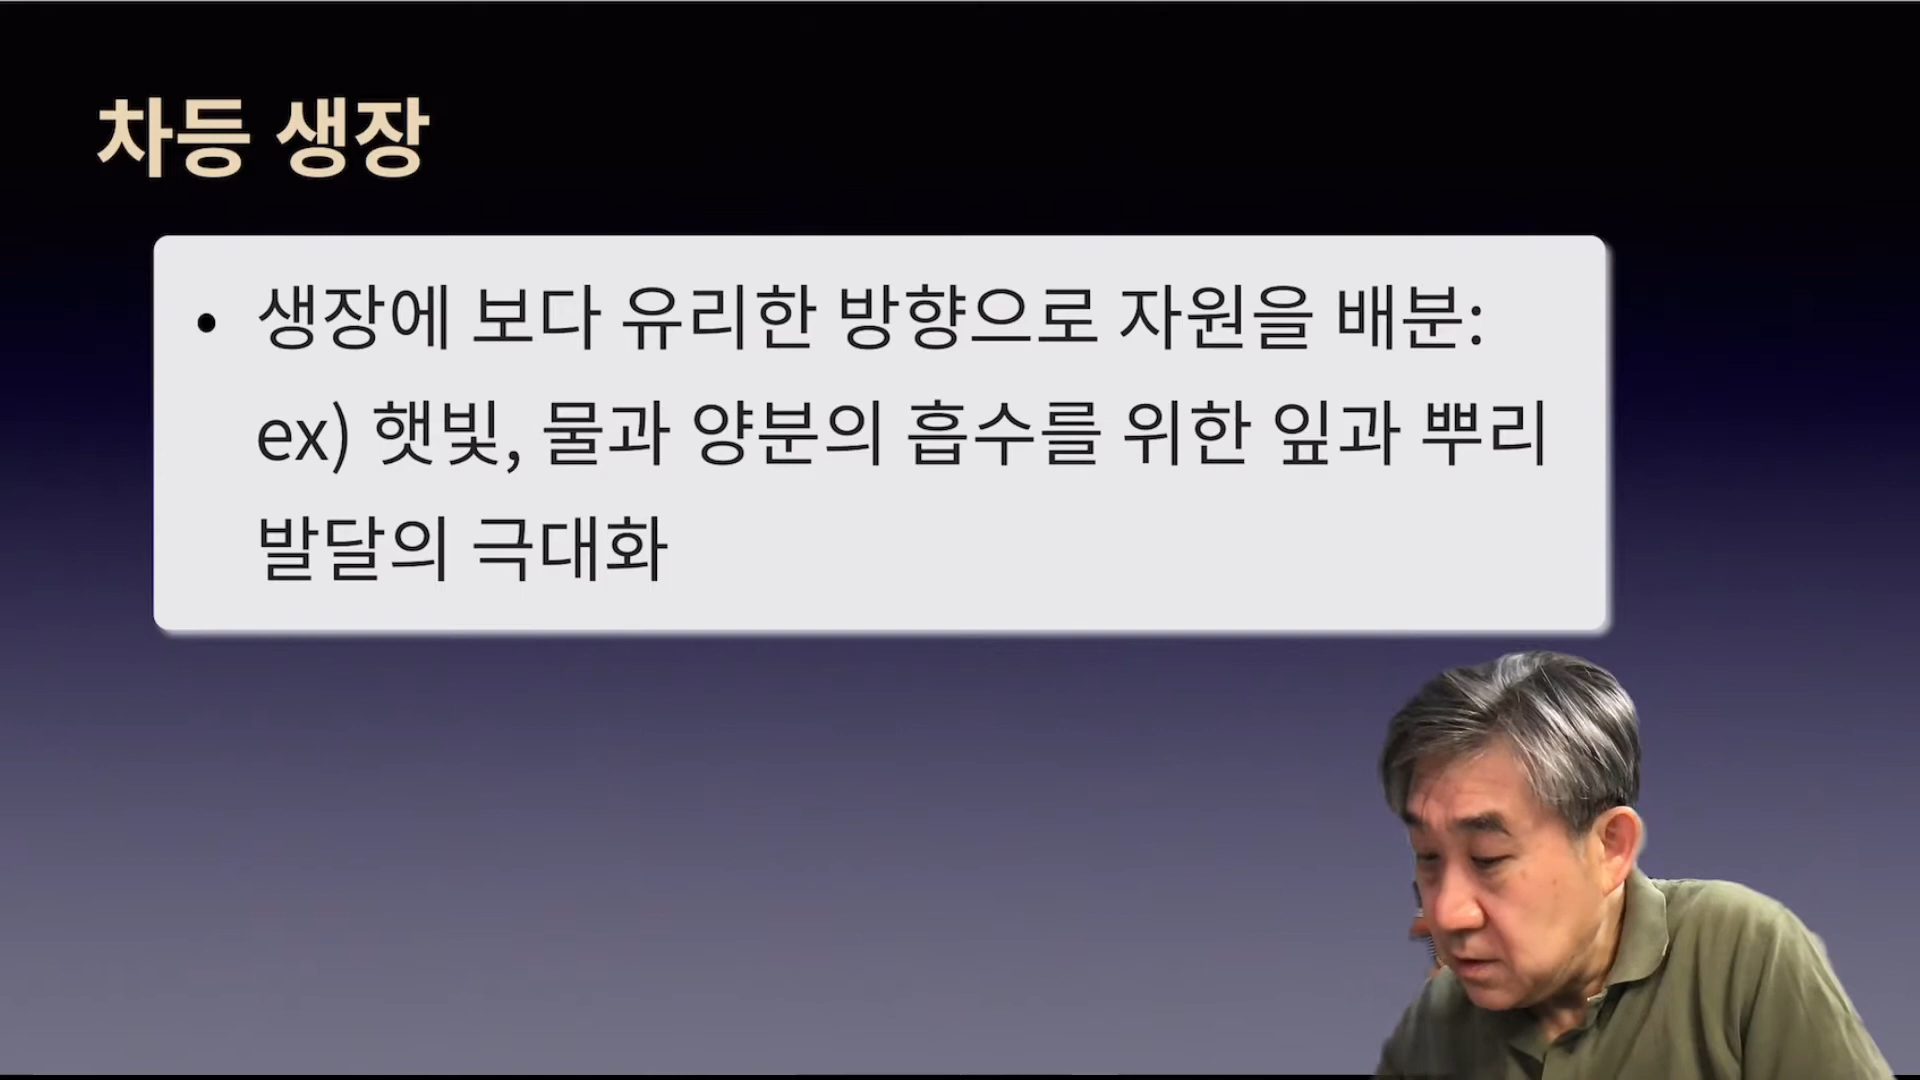 차등 생장
• 생장에 보다 유리한 방향으로 자원을 배분:
ex) 햇빛, 물과 양분의 흡수를 위한 잎과 뿌리
발달의 극대화